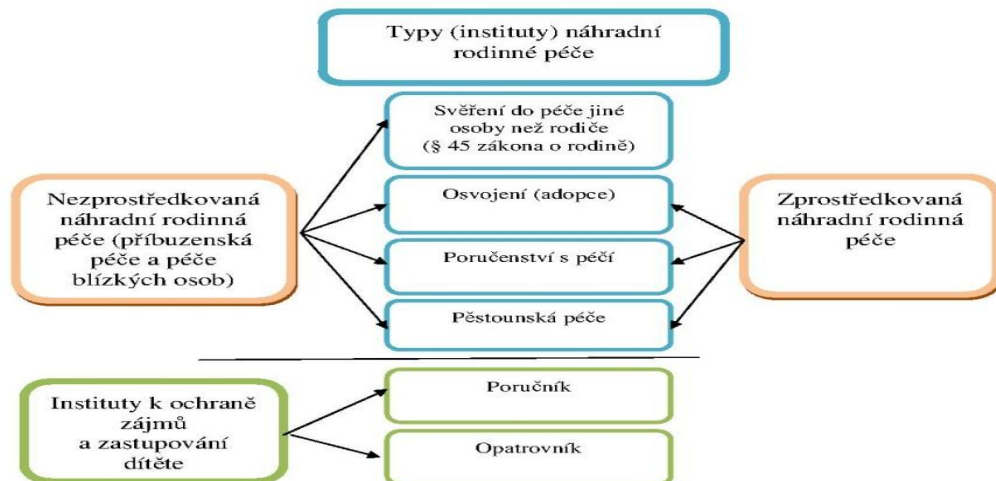 Typy (instituty) náhradní
rodinné péče
Svěření do péče jiné
osoby než rodiče
(§ 45 zákona o rodině)
Nezprostředkovaná
náhradní rodinná
péče (příbuzenská
péče a péče
blízkých osob)
Osvojení (adopce)
Poručenství s péčí
Pěstounská péče
Zprostředkovaná
náhradní rodinná
péče
Instituty k ochraně
zájmů
a zastupování
dítěte
Poručník
Opatrovník